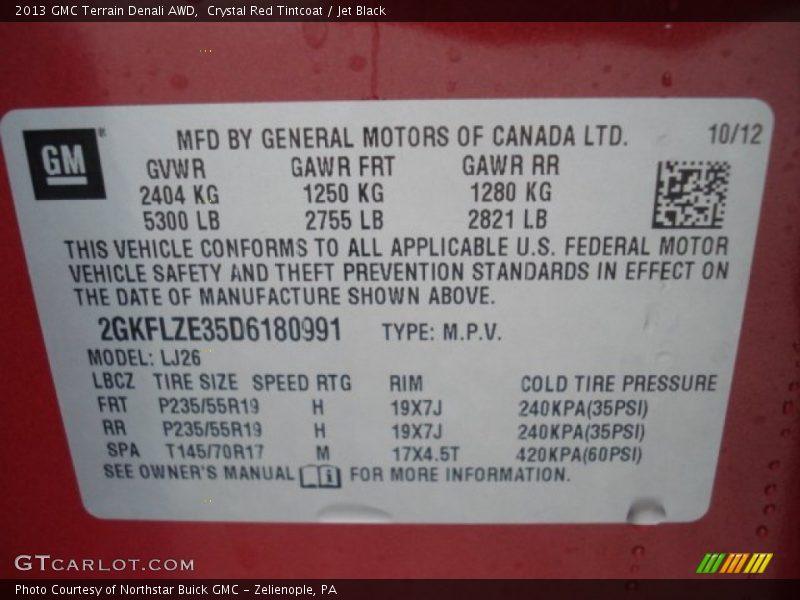 2013 GMC Terrain Denali AWD, Crystal Red Tintcoat / Jet Black
GM ®
MFD BY GENERAL MOTORS OF CANADA LTD. 10/12
GVWR GAWR FRT GAWR RR
2404 KG 1250 KG 1280 KG
5300 LB 2755 LB 2821 LB
THIS VEHICLE CONFORMS TO ALL APPLICABLE U.S. FEDERAL MOTOR
VEHICLE SAFETY AND THEFT PREVENTION STANDARDS IN EFFECT ON
THE DATE OF MANUFACTURE SHOWN ABOVE.
2GKFLZE35D6180991 TYPE: M.P.V.
MODEL: LJ26
LBCZ TIRE SIZE SPEED RTG RIM COLD TIRE PRESSURE
FRT P235/55R19 H 19X7J 240KPA(35PSI)
RR P235/55R19 H 19X7J 240KPA(35PSI)
SPA T145/70R17 M 17X4.5T 420KPA(60PSI)
SEE OWNER'S MANUAL i FOR MORE INFORMATION.
GTCARLOT.COM
Photo Courtesy of Northstar Buick GMC - Zelienople, PA